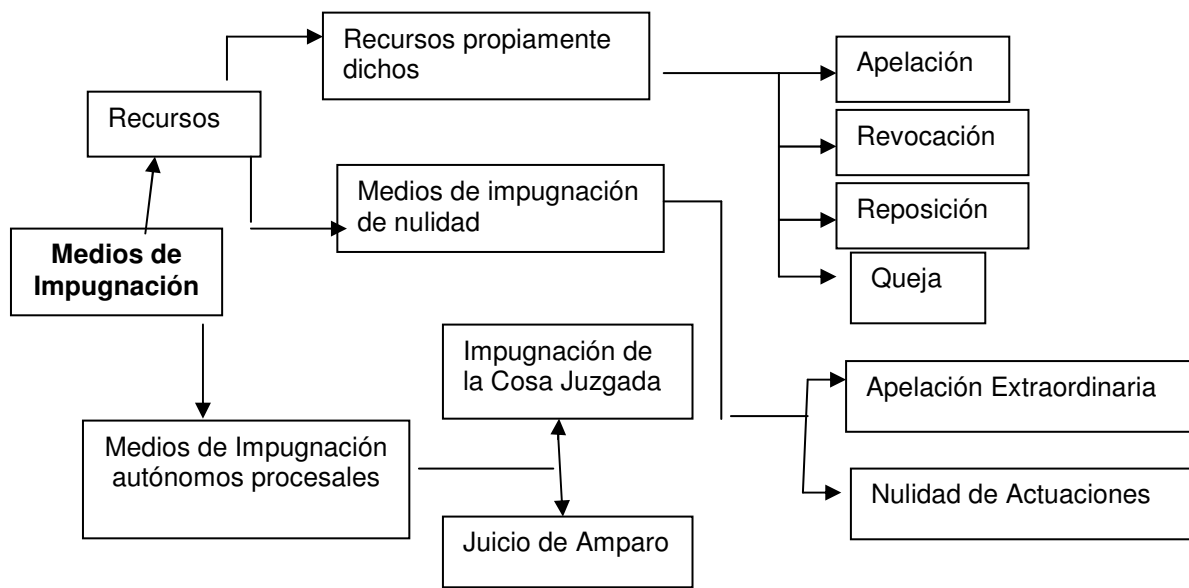 Recursos propiamente
dichos
Apelación
Recursos
Revocación
Medios de impugnación
de nulidad
Reposición
Medios de
Impugnación
Queja
Impugnación de
la Cosa Juzgada
Apelación Extraordinaria
Medios de Impugnación
autónomos procesales
Nulidad de Actuaciones
Juicio de Amparo